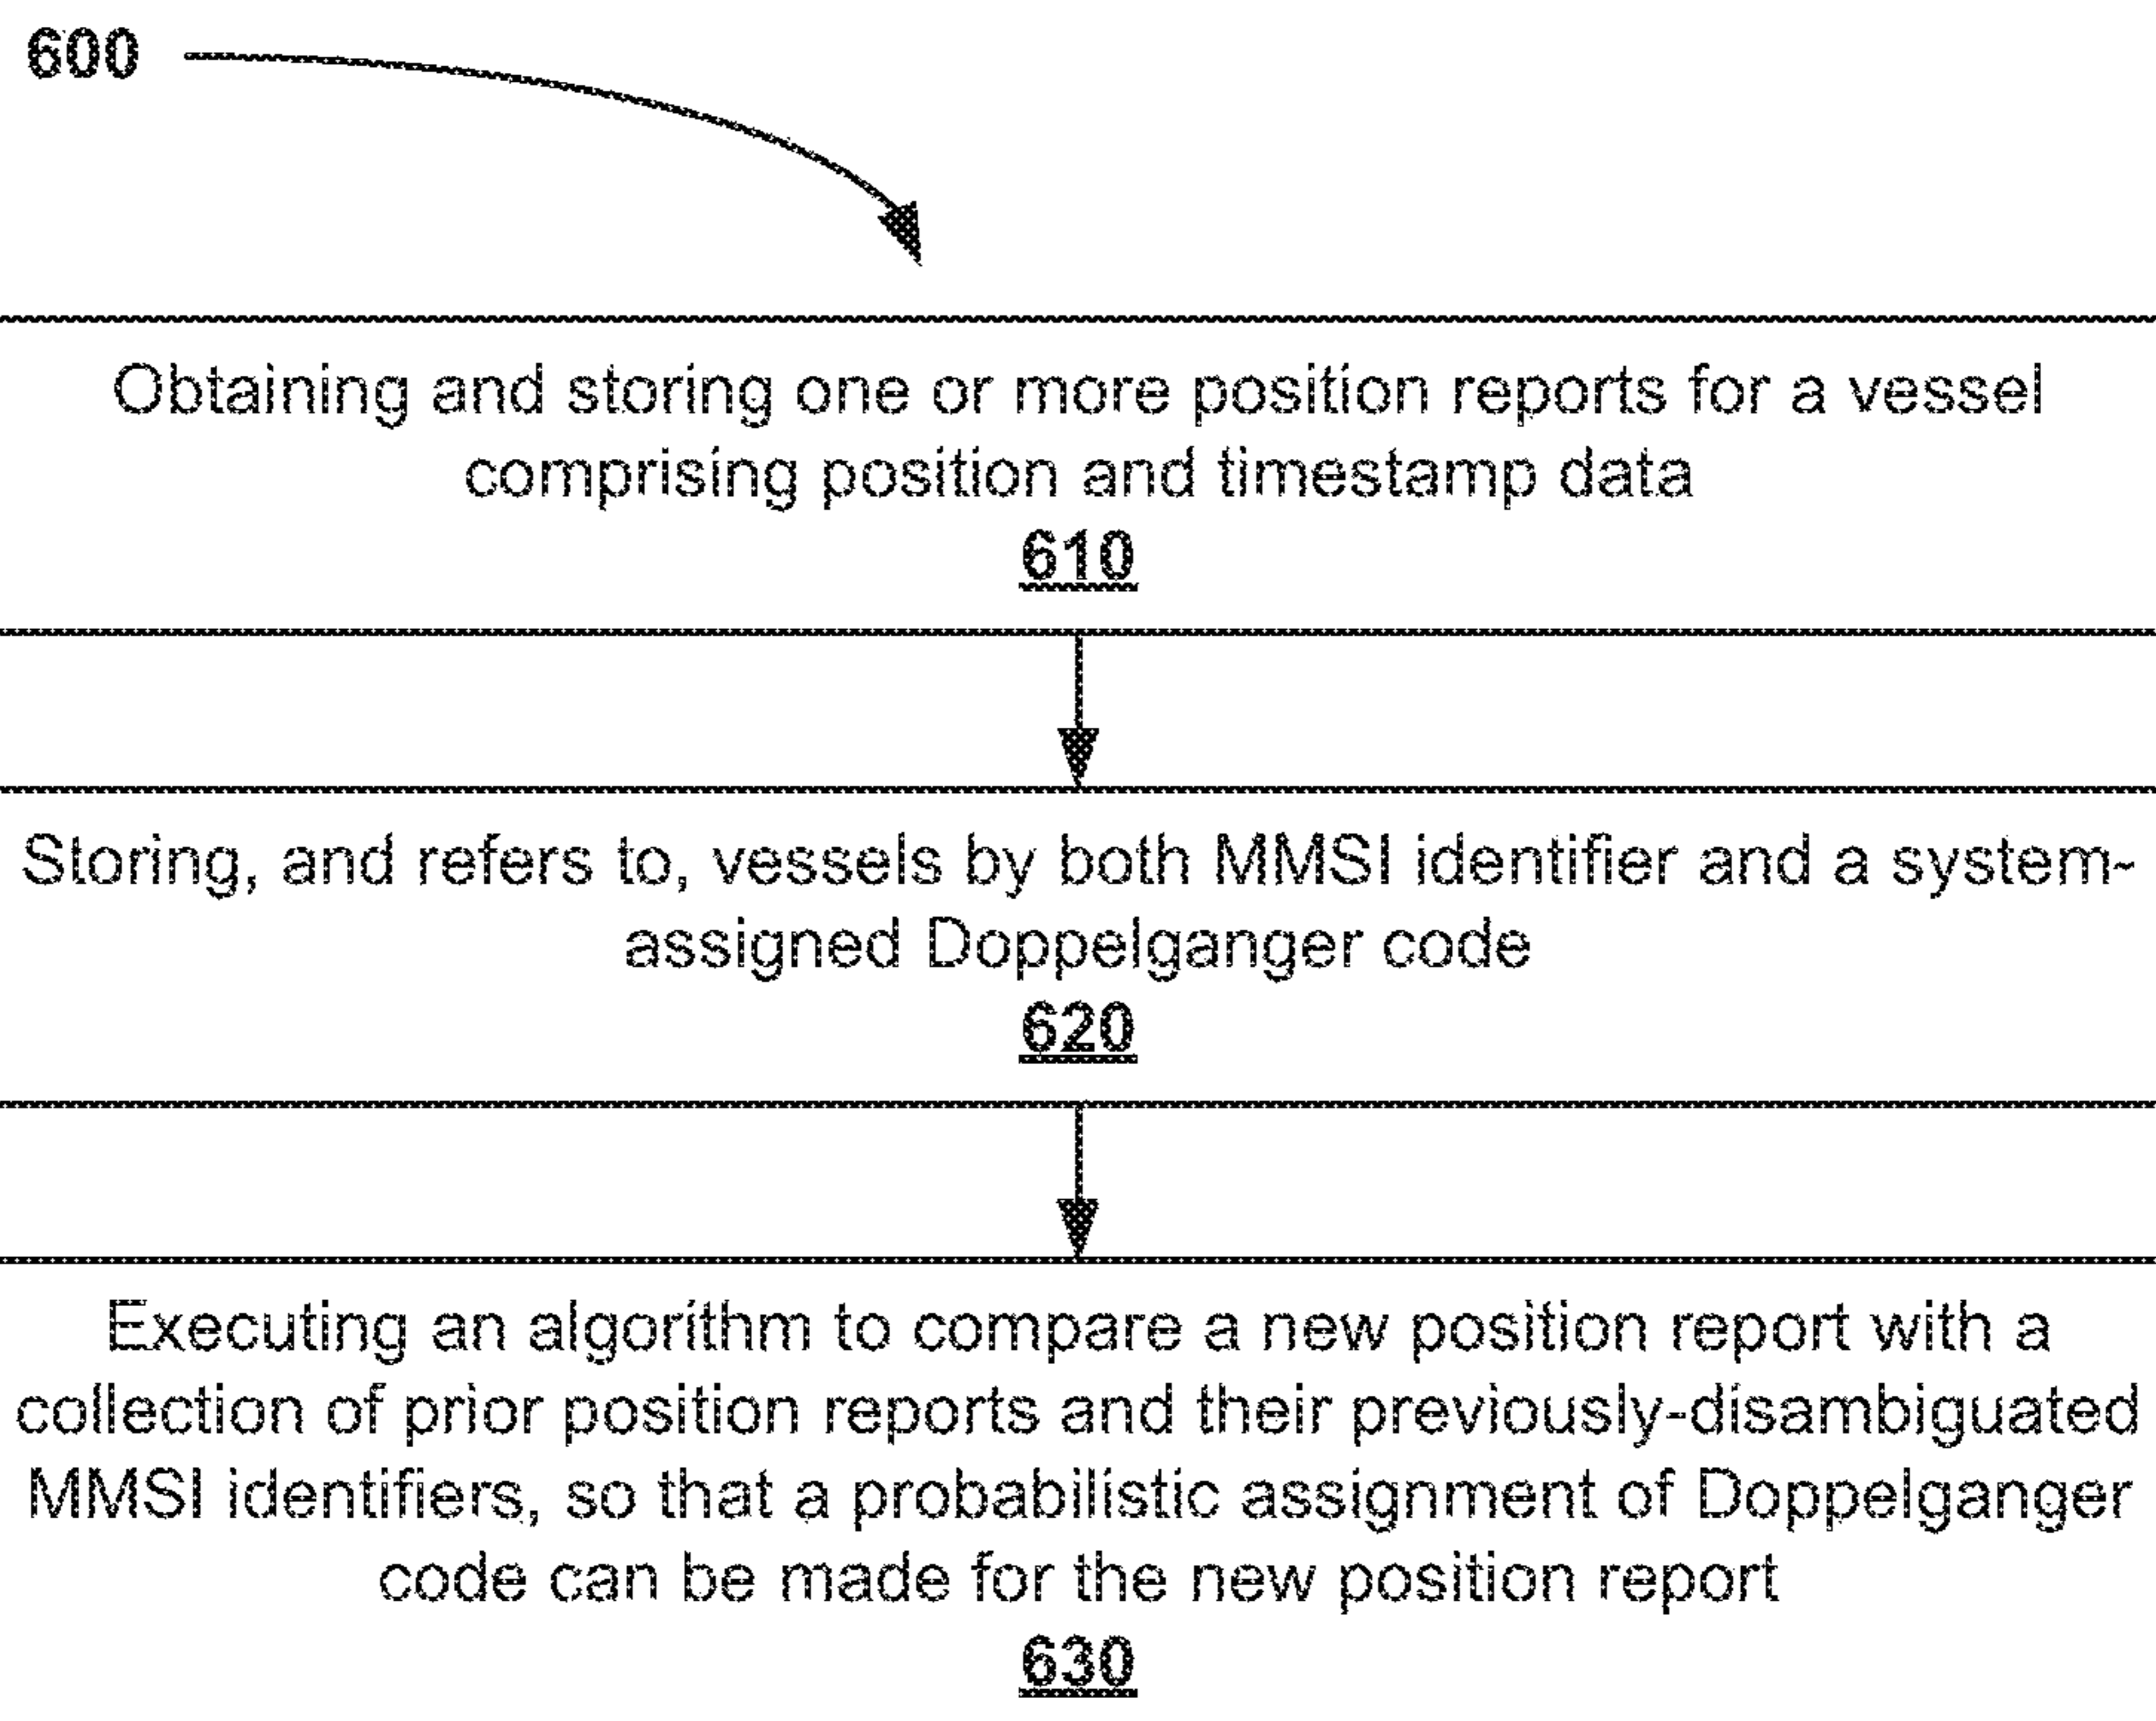 600
Obtaining and storing one or more position reports for a vessel
comprising position and timestamp data
610
Storing, and refers to, vessels by both MMSI identifier and a system-
assigned Doppelganger code
620
Executing an algorithm to compare a new position report with a
collection of prior position reports and their previously-disambiguated
MMSI identifiers, so that a probabilistic assignment of Doppelganger
code can be made for the new position report
630